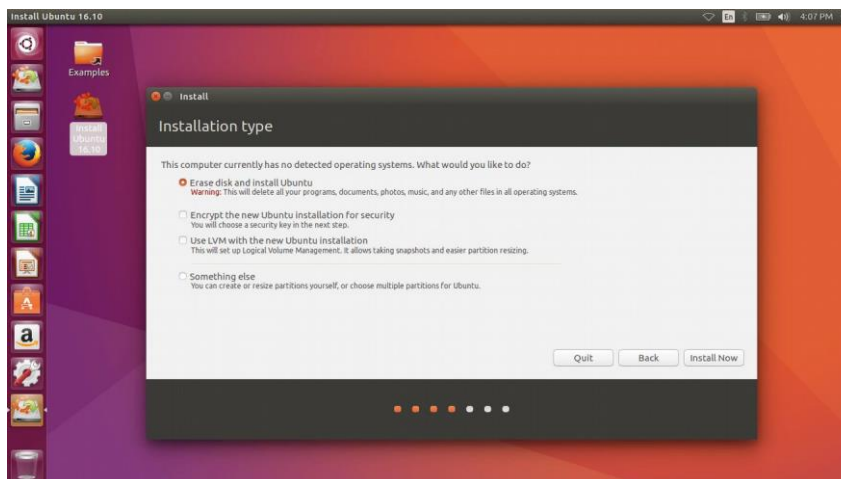 Install Ubuntu 16.10
En
4:07 PM
Examples
Install
Ubuntu
16.10
Install
Installation type
This computer currently has no detected operating systems. What would you like to do?
Erase disk and install Ubuntu
Warning: This will delete all your programs, documents, photos, music, and any other files in all operating systems.
Encrypt the new Ubuntu installation for security
You will choose a security key in the next step.
Use LVM with the new Ubuntu installation
This will set up Logical Volume Management. It allows taking snapshots and easier partition resizing.
Something else
You can create or resize partitions yourself, or choose multiple partitions for Ubuntu.
Quit
Back
Install Now
A
a